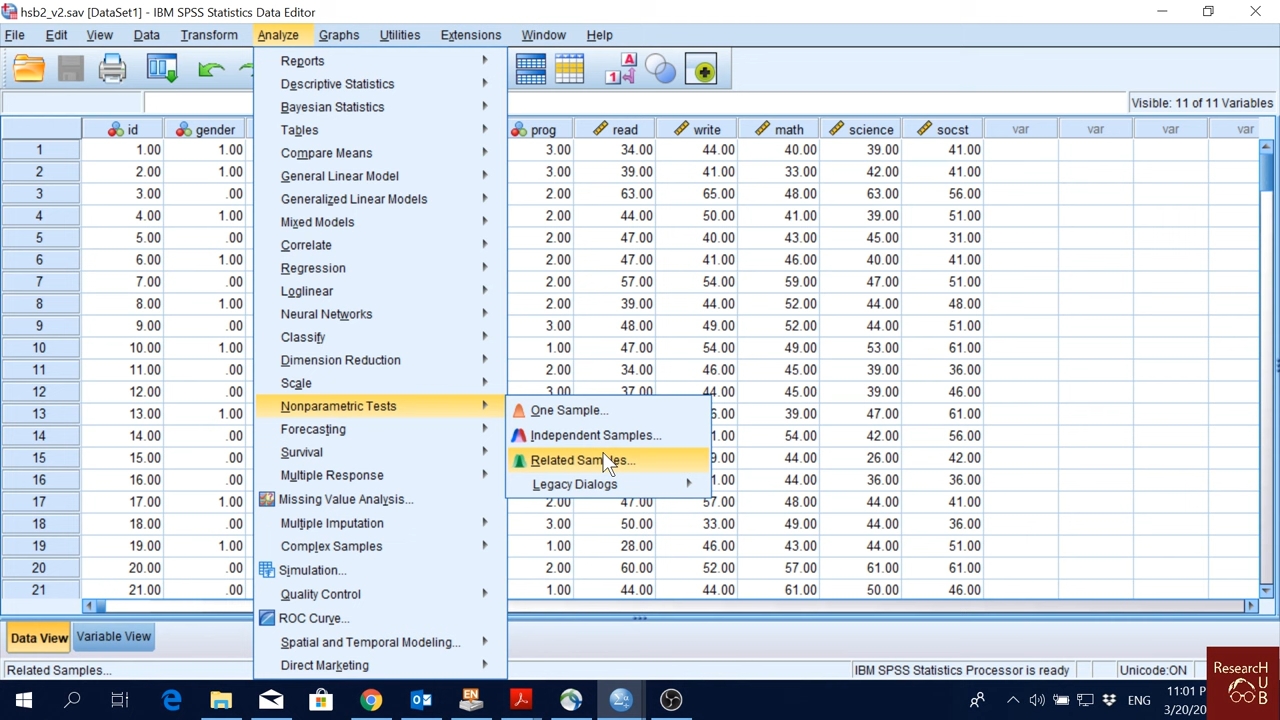 hsb2_v2.sav [DataSet1] - IBM SPSS Statistics Data Editor
File Edit View Data Transform Analyze Graphs Utilities Extensions Window Help
Visible: 11 of 11 Variables
id gender prog read write math science socst var var var var
1 1.00 1.00 3.00 34.00 44.00 40.00 39.00 41.00
2 1.00 1.00 3.00 39.00 41.00 33.00 42.00 41.00
3 3.00 .00 2.00 63.00 65.00 48.00 63.00 56.00
4 4.00 1.00 2.00 44.00 50.00 41.00 39.00 51.00
5 5.00 .00 2.00 47.00 40.00 43.00 45.00 31.00
6 6.00 1.00 2.00 47.00 41.00 46.00 40.00 41.00
7 7.00 .00 2.00 57.00 54.00 59.00 47.00 51.00
8 8.00 1.00 2.00 39.00 44.00 52.00 44.00 48.00
9 9.00 .00 3.00 48.00 49.00 52.00 44.00 51.00
10 10.00 1.00 1.00 47.00 54.00 49.00 53.00 61.00
11 11.00 .00 2.00 34.00 46.00 45.00 39.00 36.00
12 12.00 .00 3.00 37.00 44.00 45.00 39.00 46.00
13 13.00 1.00 39.00 47.00 61.00
14 14.00 .00 54.00 42.00 56.00
15 15.00 .00 26.00 42.00
16 16.00 .00 44.00 36.00 36.00
17 17.00 1.00 2.00 47.00 57.00 48.00 44.00 51.00
18 18.00 .00 3.00 50.00 33.00 49.00 44.00 36.00
19 19.00 1.00 1.00 28.00 46.00 43.00 44.00 51.00
20 20.00 .00 2.00 60.00 52.00 57.00 61.00 61.00
21 21.00 .00 1.00 44.00 44.00 61.00 50.00 46.00
Reports
Descriptive Statistics
Bayesian Statistics
Tables
Compare Means
General Linear Model
Generalized Linear Models
Mixed Models
Correlate
Regression
Loglinear
Neural Networks
Classify
Dimension Reduction
Scale
Nonparametric Tests
Forecasting
Survival
Multiple Response
Missing Value Analysis...
Multiple Imputation
Complex Samples
Simulation...
Quality Control
ROC Curve...
Spatial and Temporal Modeling...
Direct Marketing
One Sample...
Independent Samples...
Related Samples...
Legacy Dialogs
Data View Variable View
Related Samples...
IBM SPSS Statistics Processor is ready
Unicode:ON
ResearcH
U
B
EN
ENG
11:01 PM
3/20/20